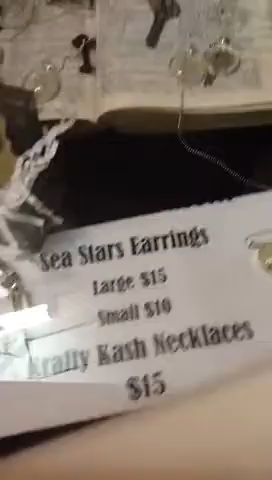 Sea Stars Earrings
Large $15
Small $10
Kash Necklaces
$15